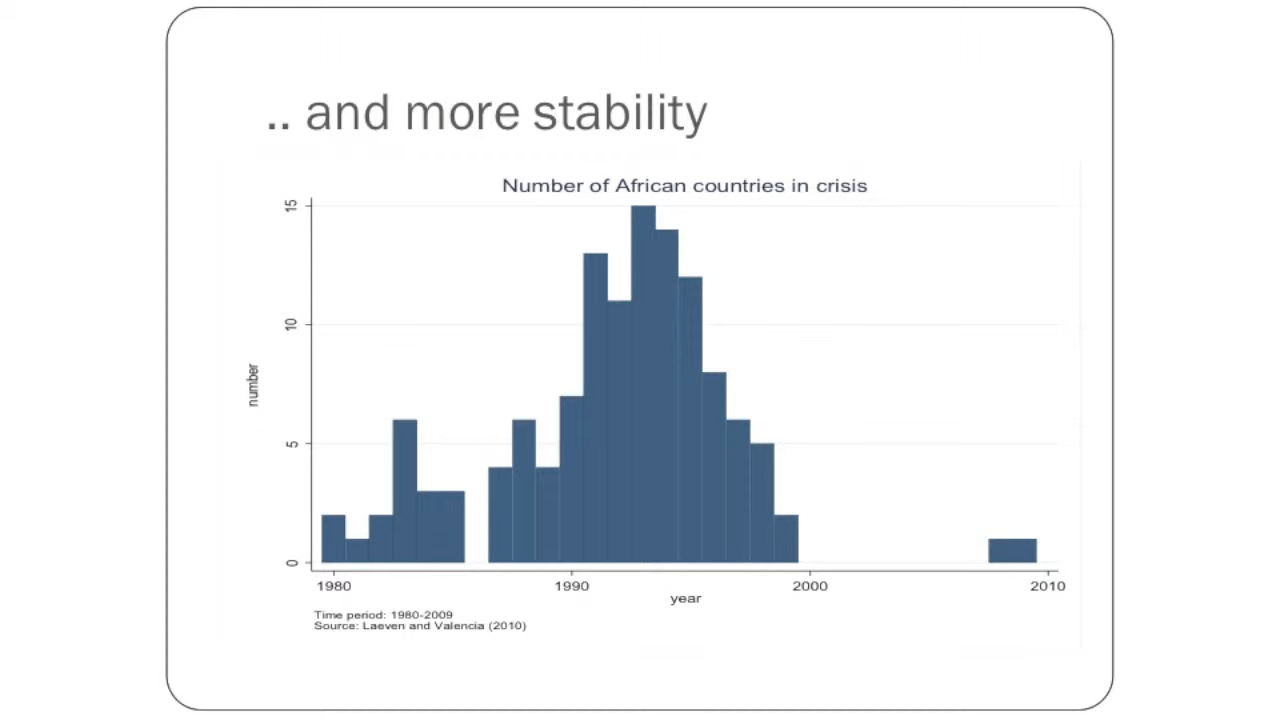 .. and more stability
Number of African countries in crisis
15
10
5
0
number
1980
1990
2000
2010
year
Time period: 1980-2009
Source: Laeven and Valencia (2010)